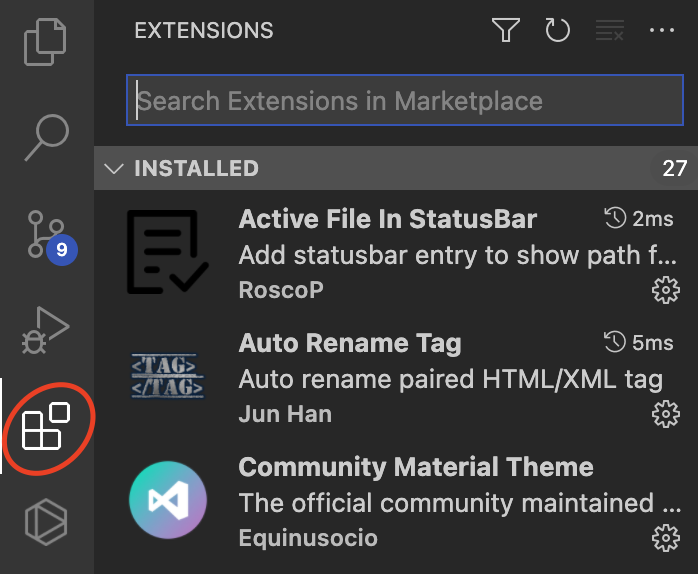 EXTENSIONS
Search Extensions in Marketplace
INSTALLED 27
Active File In StatusBar 2ms
Add statusbar entry to show path f...
RoscoP
9
<TAG>
</TAG>
Auto Rename Tag 5ms
Auto rename paired HTML/XML tag
Jun Han
Community Material Theme
The official community maintained ...
Equinusocio